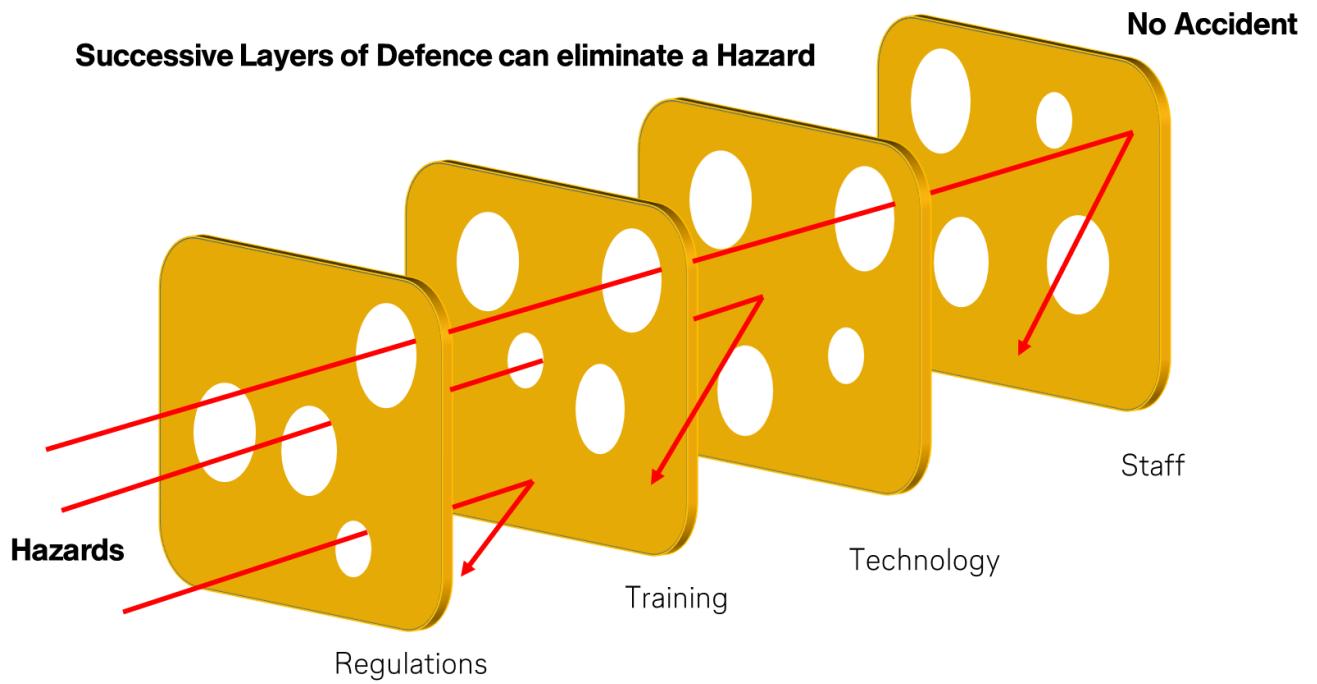 No Accident
Successive Layers of Defence can eliminate a Hazard
Staff
Hazards
Technology
Training
Regulations